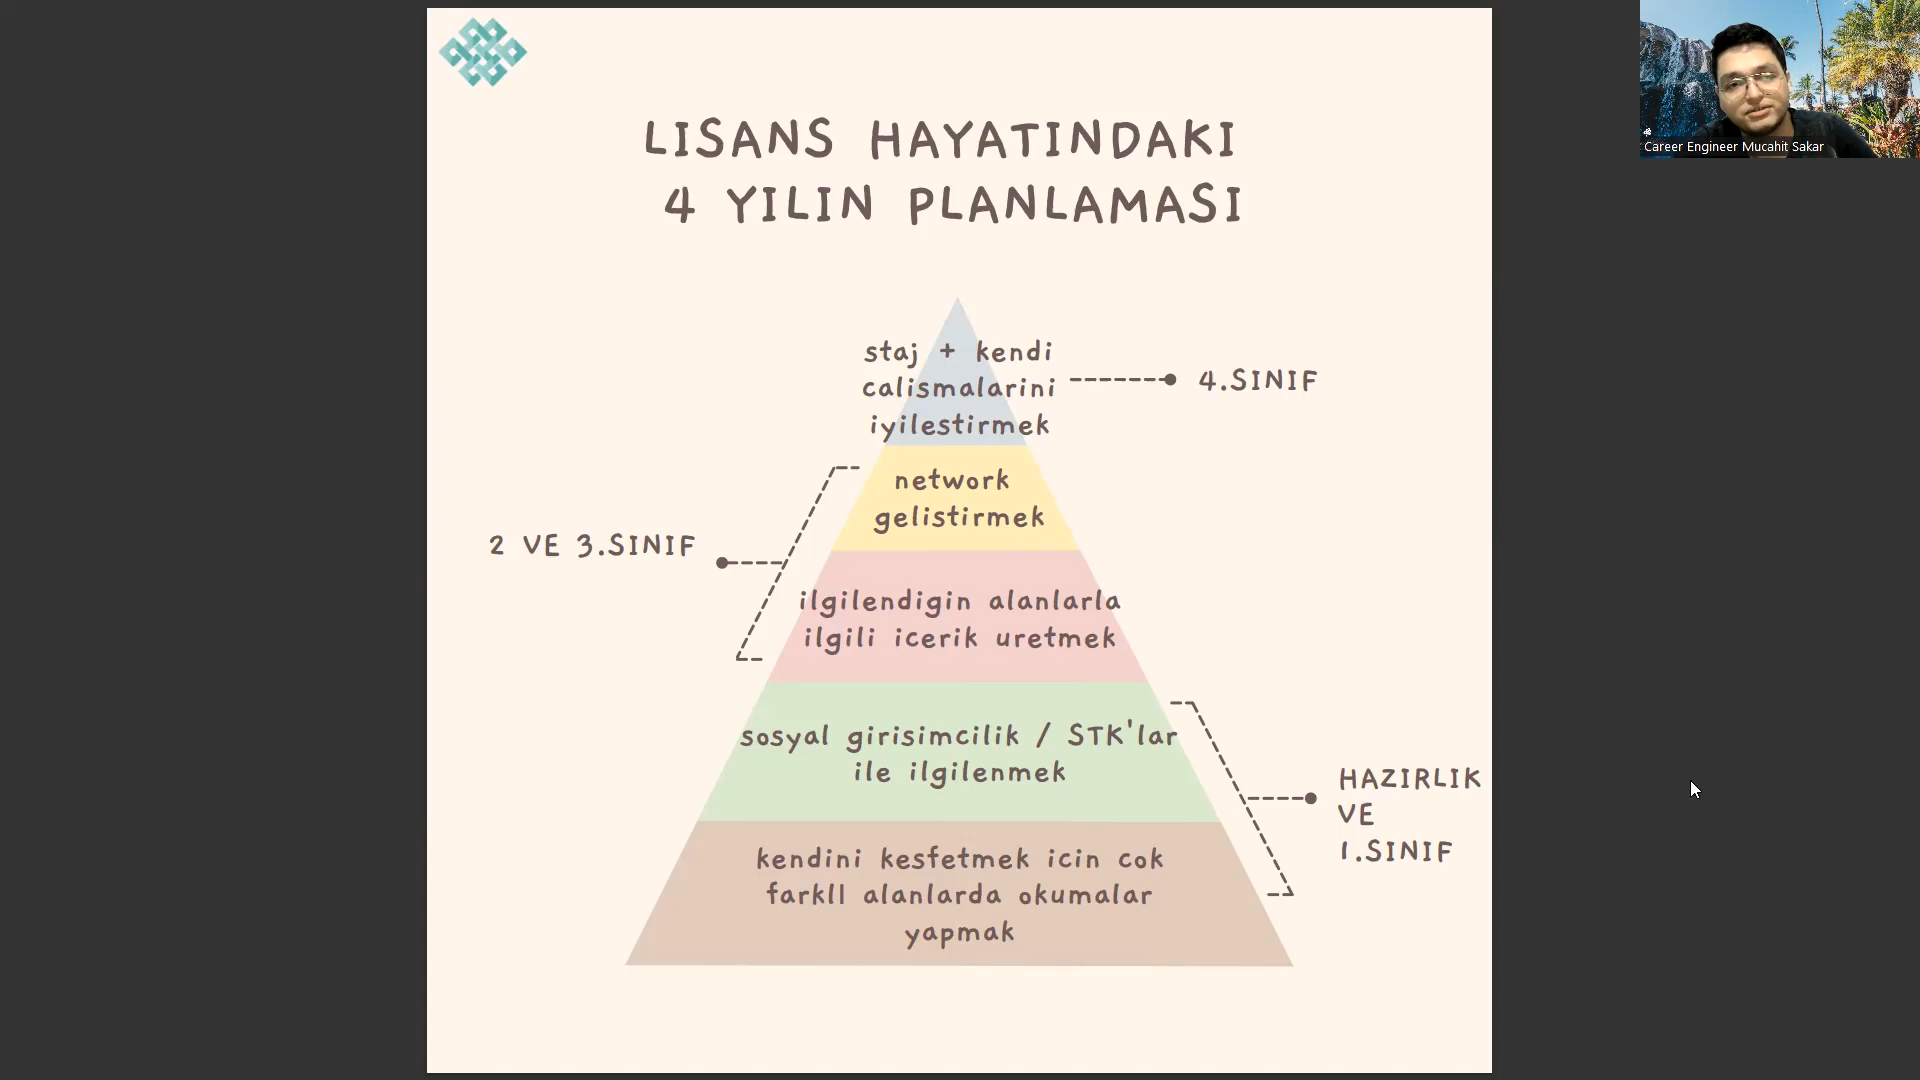 LISANS HAYATINDAKI
4 YILIN PLANLAMASI
staj + kendi
calismalarini
iyilestirmek
4.SINIF
network
gelistirmek
2 VE 3.SINIF
ilgilendigin alanlarla
ilgili icerik uretmek
sosyal girisimcilik / STK'lar
ile ilgilenmek
HAZIRLIK
VE
1.SINIF
kendini kesfetmek icin cok
farklI alanlarda okumalar
yapmak
Career Engineer Mucahit Sakar